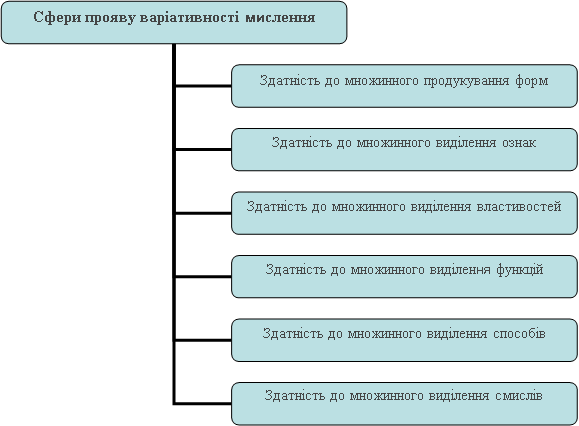 Сфери прояву варіативності мислення
Здатність до множинного продукування форм
Здатність до множинного виділення ознак
Здатність до множинного виділення властивостей
Здатність до множинного виділення функцій
Здатність до множинного виділення способів
Здатність до множинного виділення смислів